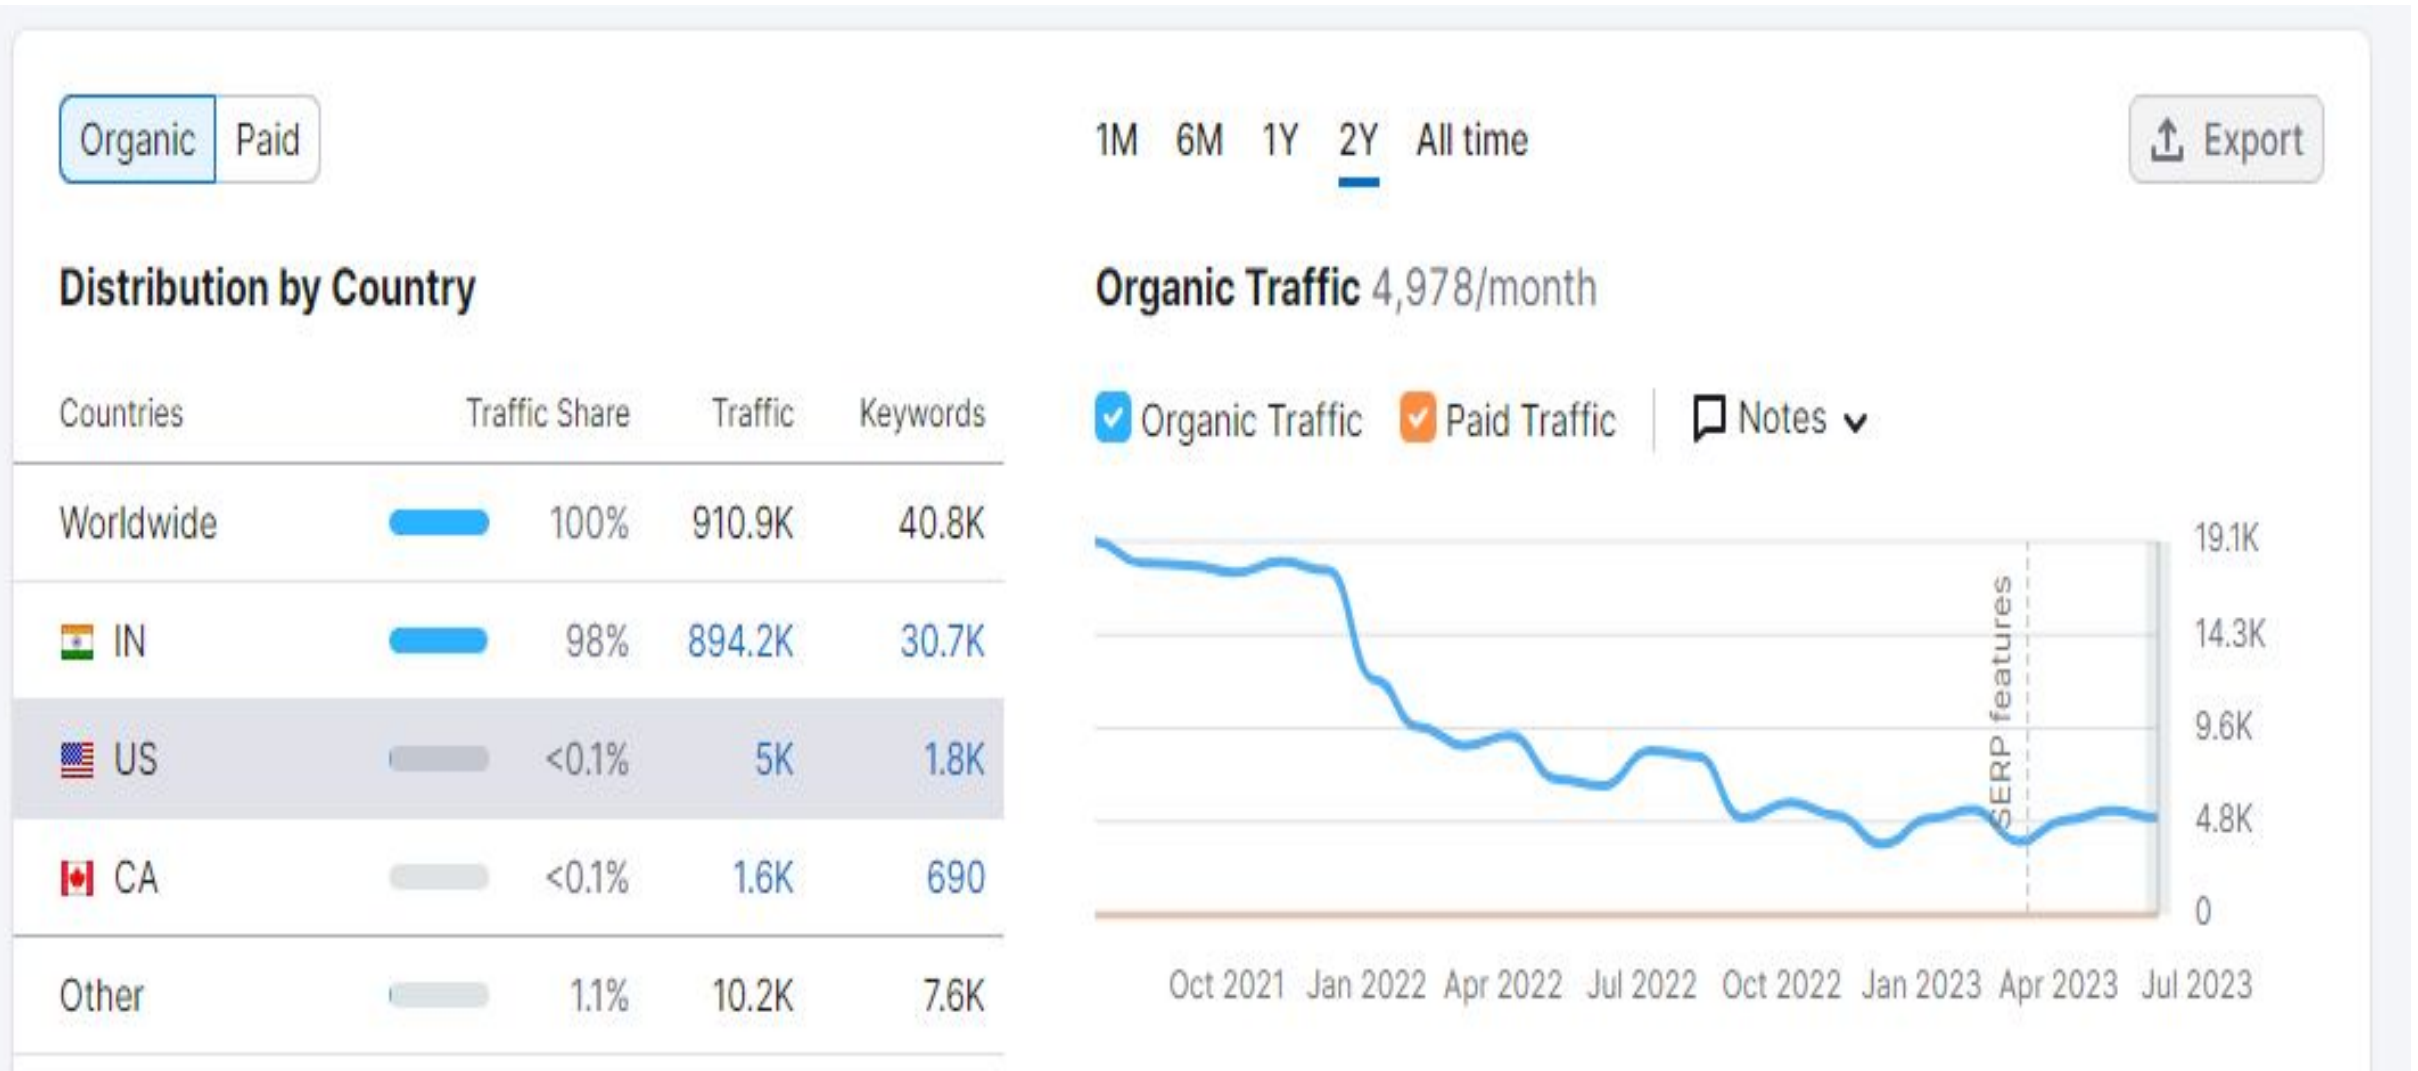 Organic Paid
1M 6M 1Y 2Y All time
Export
Distribution by Country
Countries Traffic Share Traffic Keywords
Worldwide 100% 910.9K 40.8K
IN 98% 894.2K 30.7K
US <0.1% 5K 1.8K
CA <0.1% 1.6K 690
Other 1.1% 10.2K 7.6K
Organic Traffic 4,978/month
Organic Traffic Paid Traffic Notes
19.1K
14.3K
9.6K
4.8K
0
SERP features
Oct 2021 Jan 2022 Apr 2022 Jul 2022 Oct 2022 Jan 2023 Apr 2023 Jul 2023